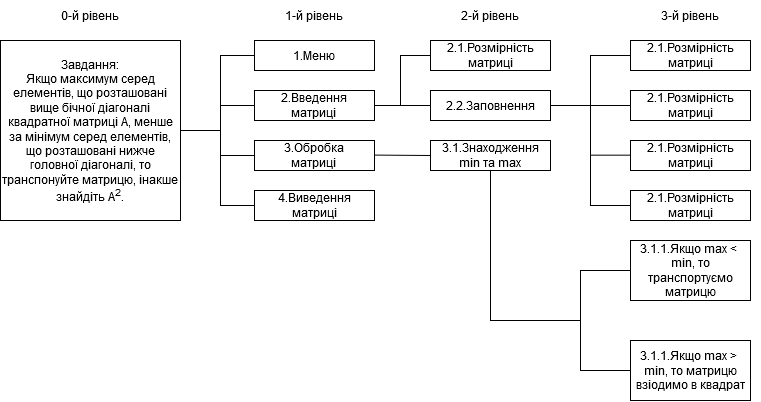 0-й рівень
1-й рівень
2-й рівень
3-й рівень
Завдання:
Якщо максимум серед
елементів, що розташовані
вище бічної діагоналі
квадратної матриці А, менше
за мінімум серед елементів,
що розташовані нижче
головної діагоналі, то
транспонуйте матрицю, інакше
знайдіть А².
1.Меню
2.Введення
матриці
3.Обробка
матриці
4.Виведення
матриці
2.1.Розмірність
матриці
2.2.Заповнення
3.1.Знаходження
min та max
2.1.Розмірність
матриці
2.1.Розмірність
матриці
2.1.Розмірність
матриці
2.1.Розмірність
матриці
3.1.1.Якщо max <
min, то
транспортуємо
матрицю
3.1.1.Якщо max >
min, то матрицю
взіодимо в квадрат